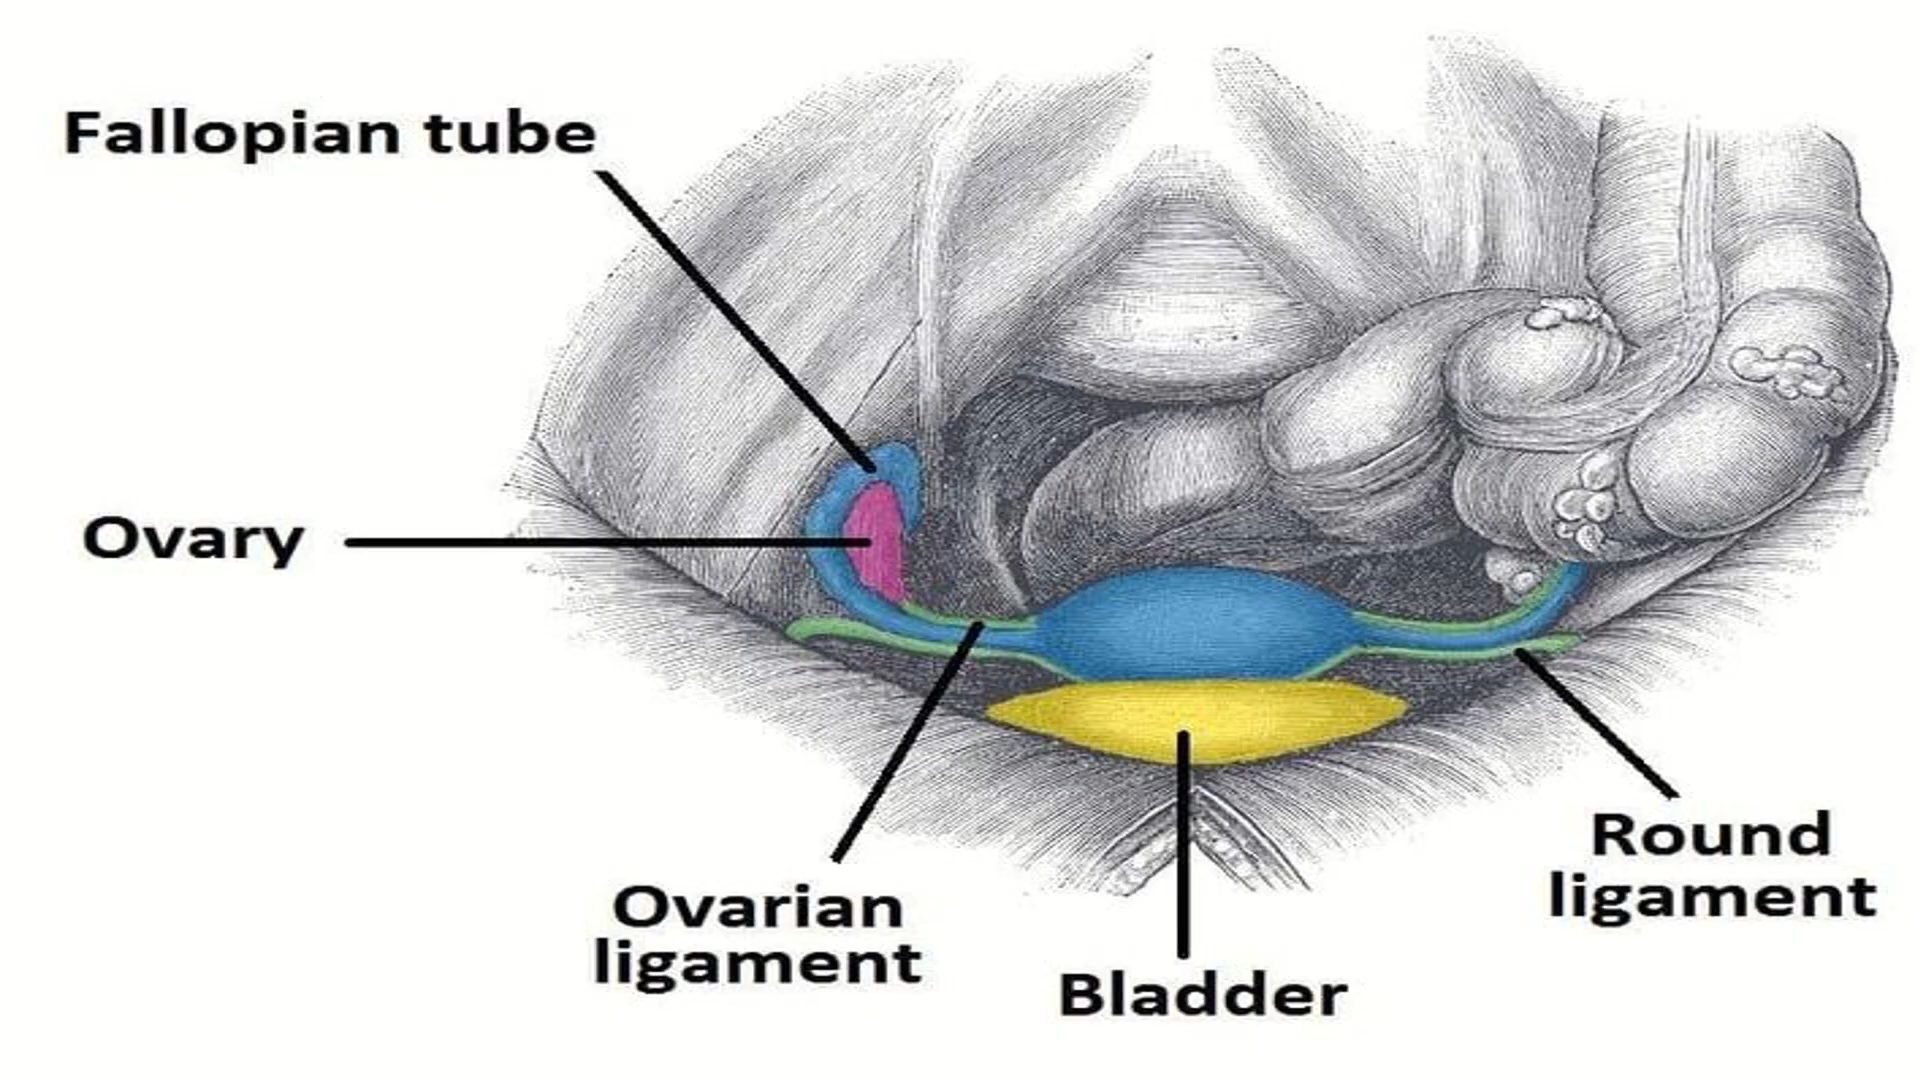 Fallopian tube
Ovary
Ovarian
ligament
Bladder
Round
ligament